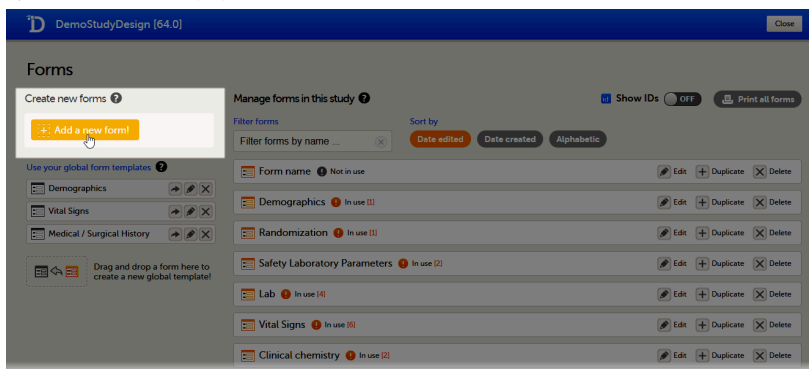 DemoStudyDesign [64.0]
Close
Forms
Create new forms ?
Add a new form!
Use your global form templates ?
Demographics
Vital Signs
Medical / Surgical History
Drag and drop a form here to
create a new global template!
Manage forms in this study ?
id Show IDs OFF Print all forms
Filter forms
Sort by
Filter forms by name ...
Date edited Date created Alphabetic
Form name ! Not in use Edit Duplicate Delete
Demographics ! In use [1] Edit Duplicate Delete
Randomization ! In use [1] Edit Duplicate Delete
Safety Laboratory Parameters ! In use [2] Edit Duplicate Delete
Lab ! In use [4] Edit Duplicate Delete
Vital Signs ! In use [6] Edit Duplicate Delete
Clinical chemistry ! In use [2] Edit Duplicate Delete